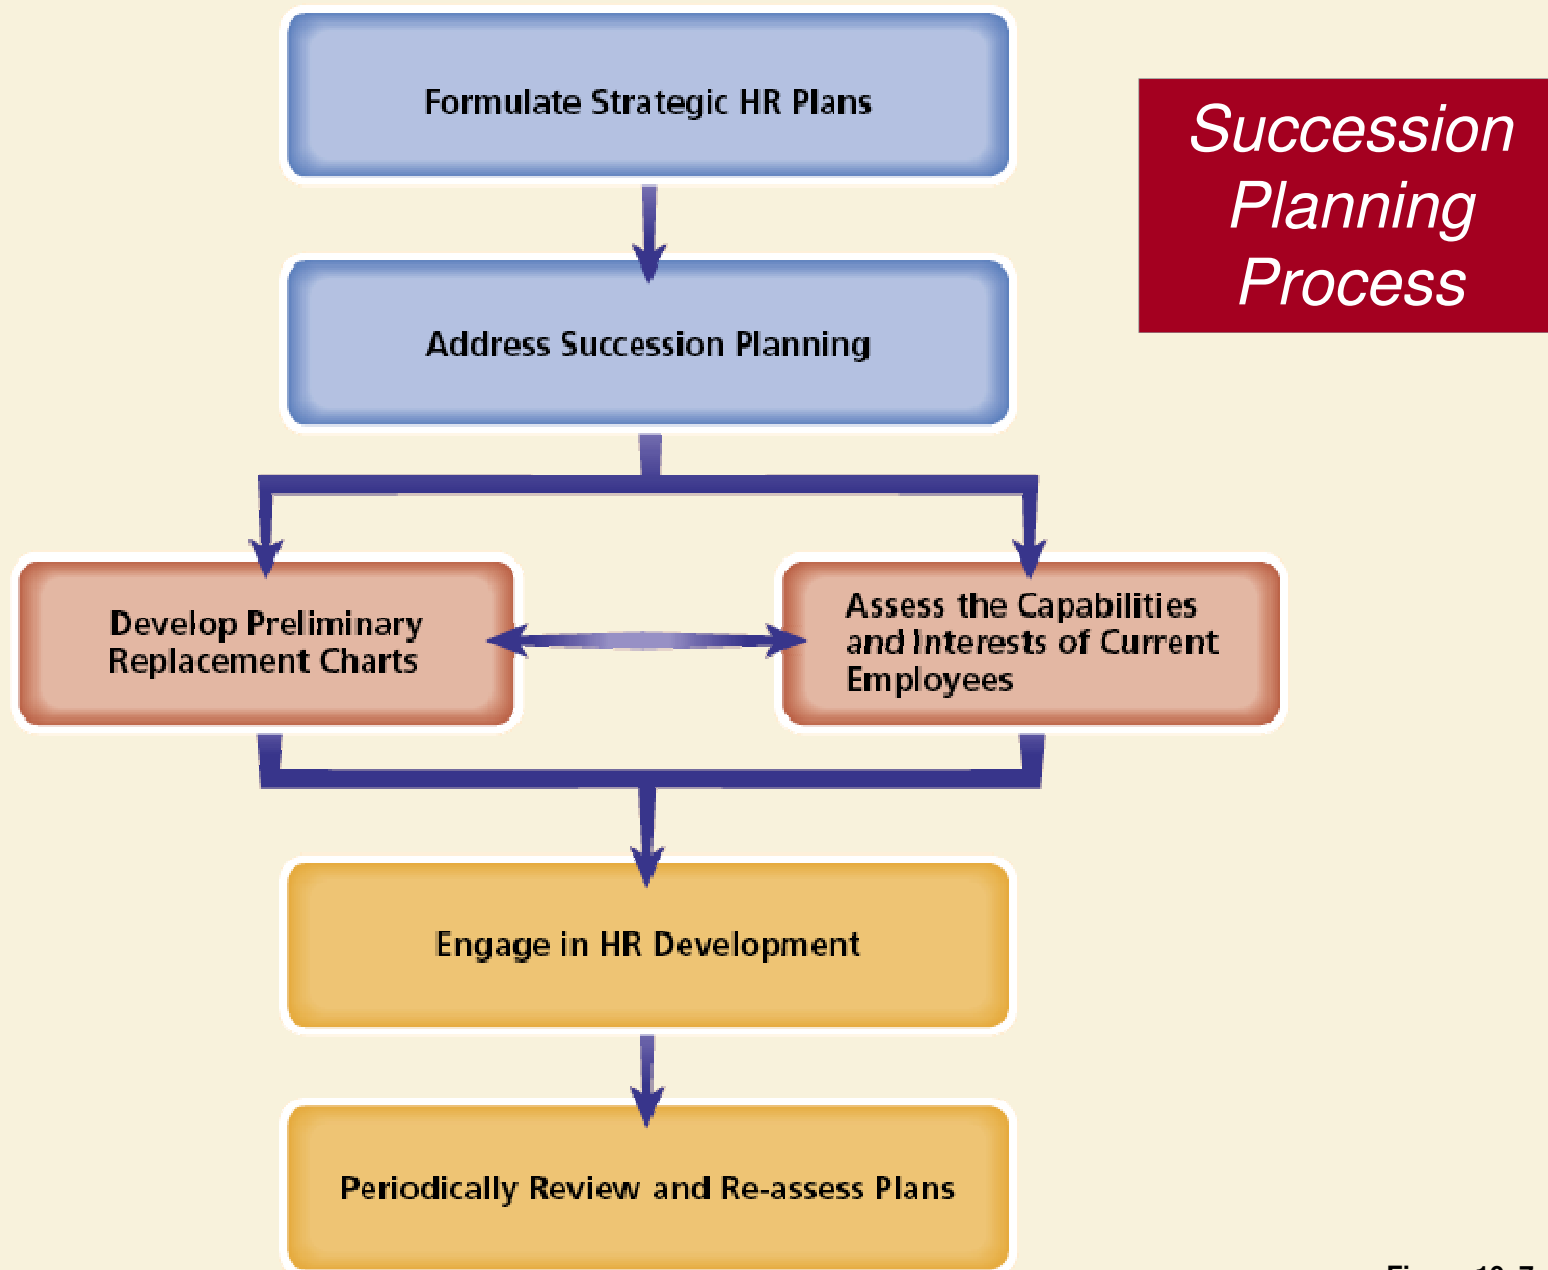 Formulate Strategic HR Plans
Succession
Planning
Process
Address Succession Planning
Develop Preliminary
Replacement Charts
Assess the Capabilities
and Interests of Current
Employees
Engage in HR Development
Periodically Review and Re-assess Plans